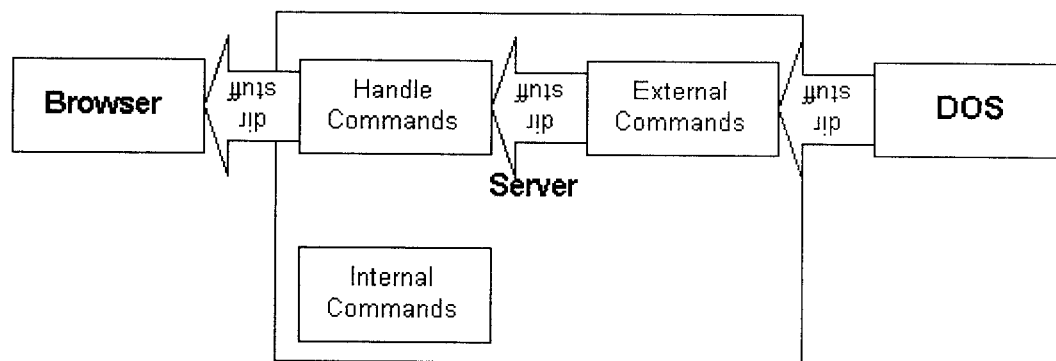 Browser
dir
stuff
Handle
Commands
dir
stuff
External
Commands
dir
stuff
DOS
Server
Internal
Commands